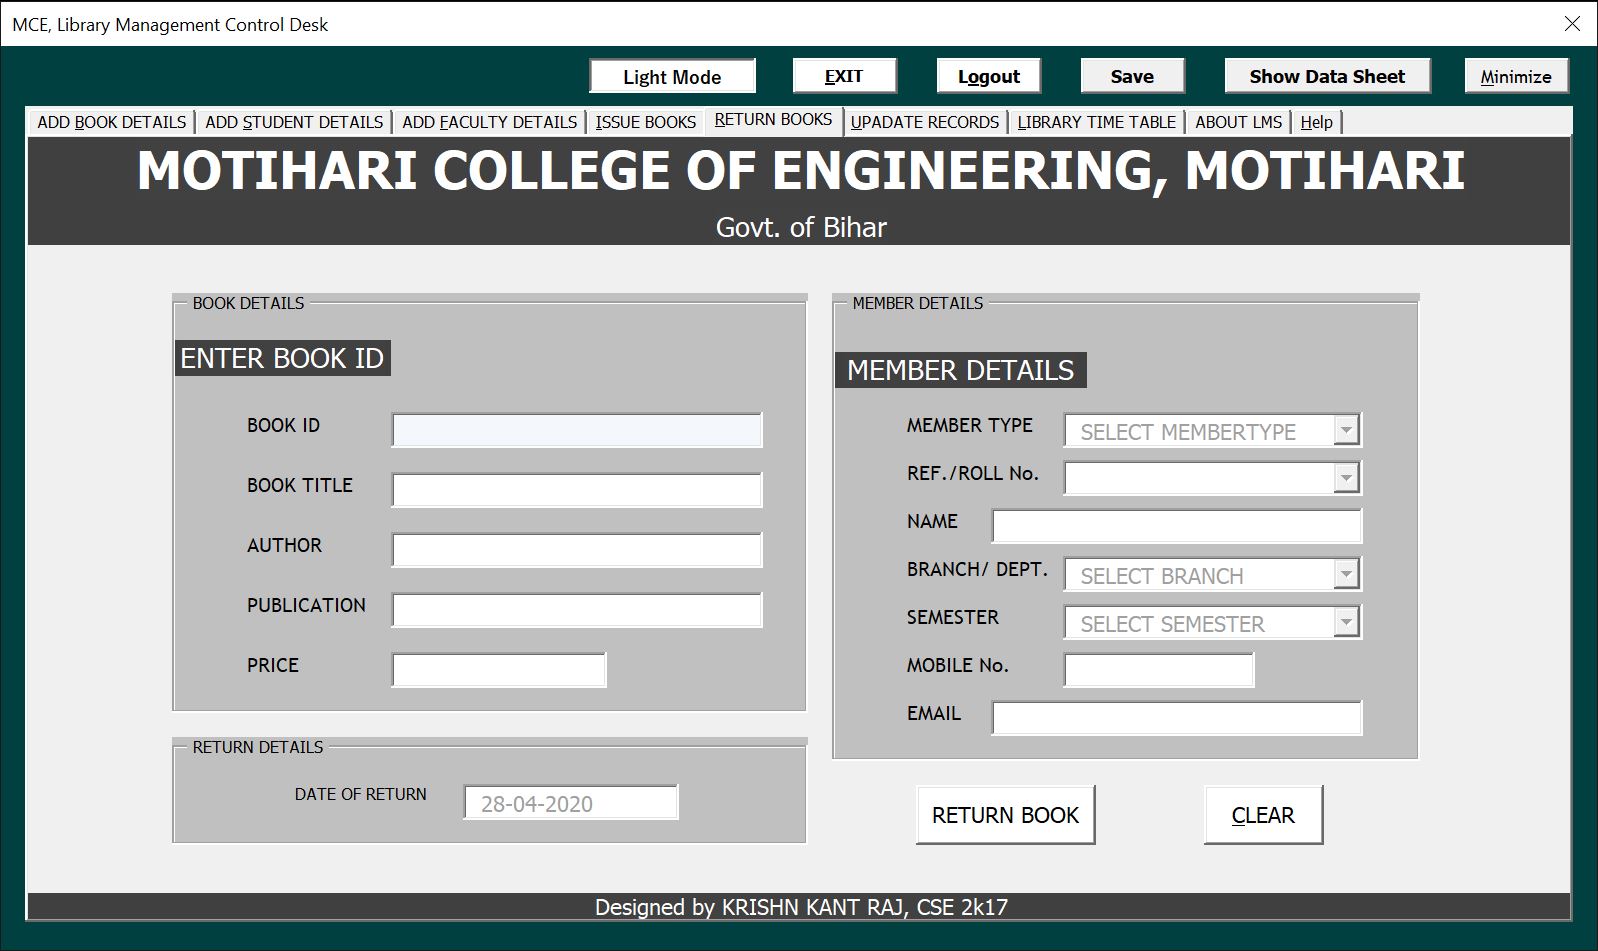 MCE, Library Management Control Desk
Light Mode EXIT Logout Save Show Data Sheet Minimize
ADD BOOK DETAILS ADD STUDENT DETAILS ADD FACULTY DETAILS ISSUE BOOKS RETURN BOOKS UPADATE RECORDS LIBRARY TIME TABLE ABOUT LMS Help
MOTIHARI COLLEGE OF ENGINEERING, MOTIHARI
Govt. of Bihar
BOOK DETAILS
ENTER BOOK ID
BOOK ID
BOOK TITLE
AUTHOR
PUBLICATION
PRICE
RETURN DETAILS
DATE OF RETURN 28-04-2020
MEMBER DETAILS
MEMBER DETAILS
MEMBER TYPE SELECT MEMBERTYPE
REF./ROLL No.
NAME
BRANCH/ DEPT. SELECT BRANCH
SEMESTER SELECT SEMESTER
MOBILE No.
EMAIL
RETURN BOOK CLEAR
Designed by KRISHN KANT RAJ, CSE 2k17